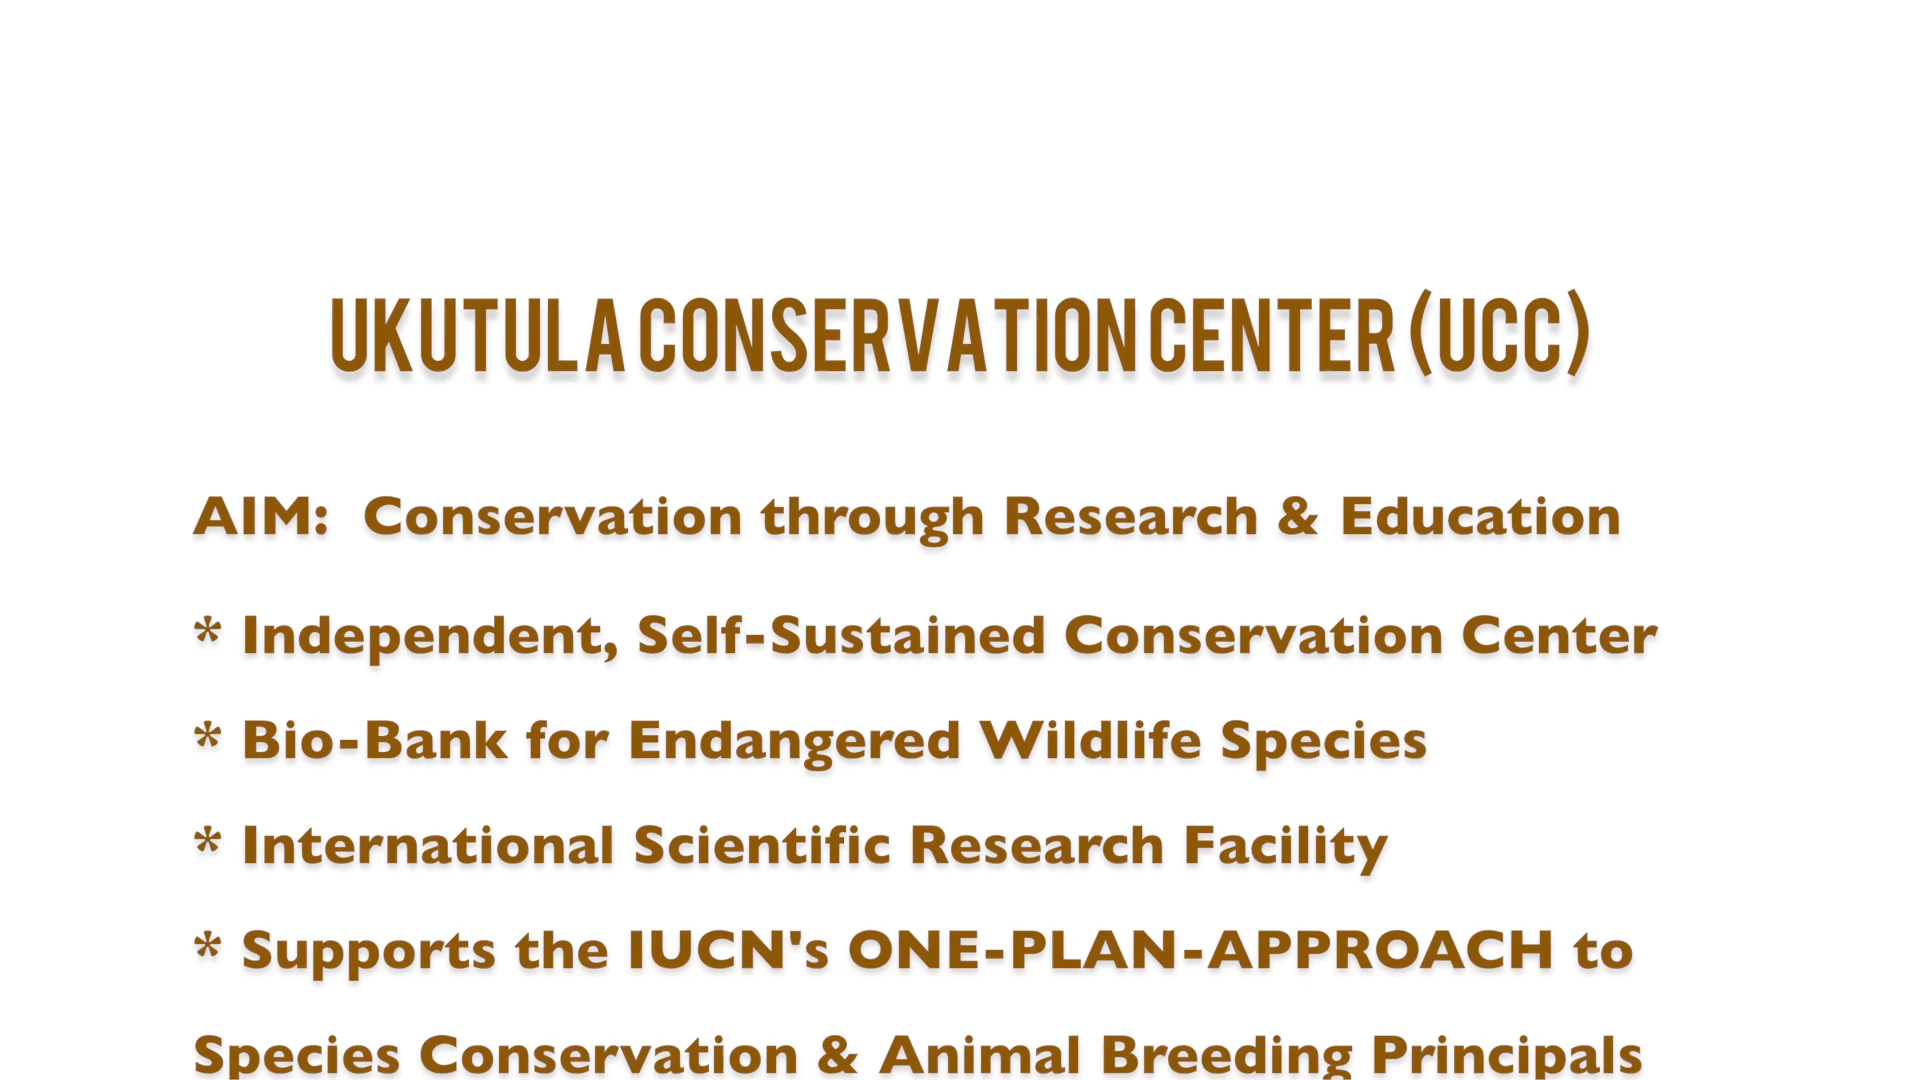 UKUTULA CONSERVATION CENTER (UCC)
AIM: Conservation through Research & Education
* Independent, Self-Sustained Conservation Center
* Bio-Bank for Endangered Wildlife Species
* International Scientific Research Facility
* Supports the IUCN's ONE-PLAN-APPROACH to
Species Conservation & Animal Breeding Principals